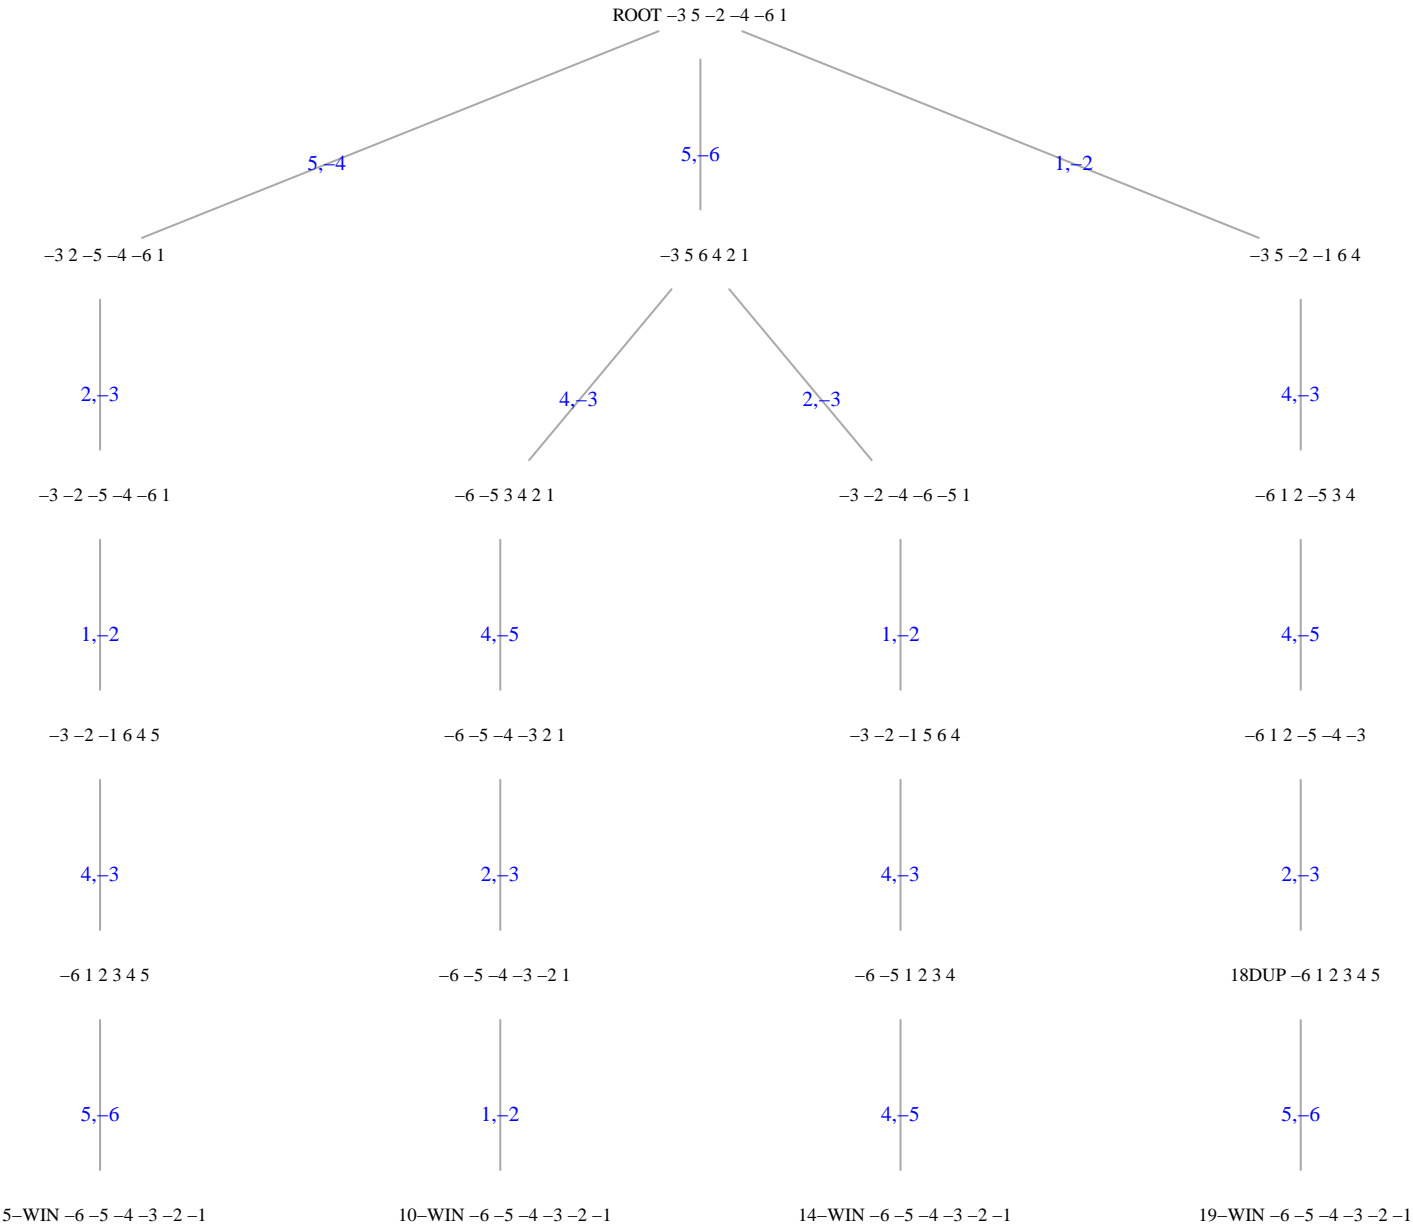 ROOT –3 5 –2 –4 –6 1
5,–4
5,–6
1,–2
–3 2 –5 –4 –6 1
–3 5 6 4 2 1
–3 5 –2 –1 6 4
2,–3
4,–3
2,–3
4,–3
–3 –2 –5 –4 –6 1
–6 –5 3 4 2 1
–3 –2 –4 –6 –5 1
–6 1 2 –5 3 4
1,–2
4,–5
1,–2
4,–5
–3 –2 –1 6 4 5
–6 –5 –4 –3 2 1
–3 –2 –1 5 6 4
–6 1 2 –5 –4 –3
4,–3
2,–3
4,–3
2,–3
–6 1 2 3 4 5
–6 –5 –4 –3 –2 1
–6 –5 1 2 3 4
18DUP –6 1 2 3 4 5
5,–6
1,–2
4,–5
5,–6
5–WIN –6 –5 –4 –3 –2 –1
10–WIN –6 –5 –4 –3 –2 –1
14–WIN –6 –5 –4 –3 –2 –1
19–WIN –6 –5 –4 –3 –2 –1